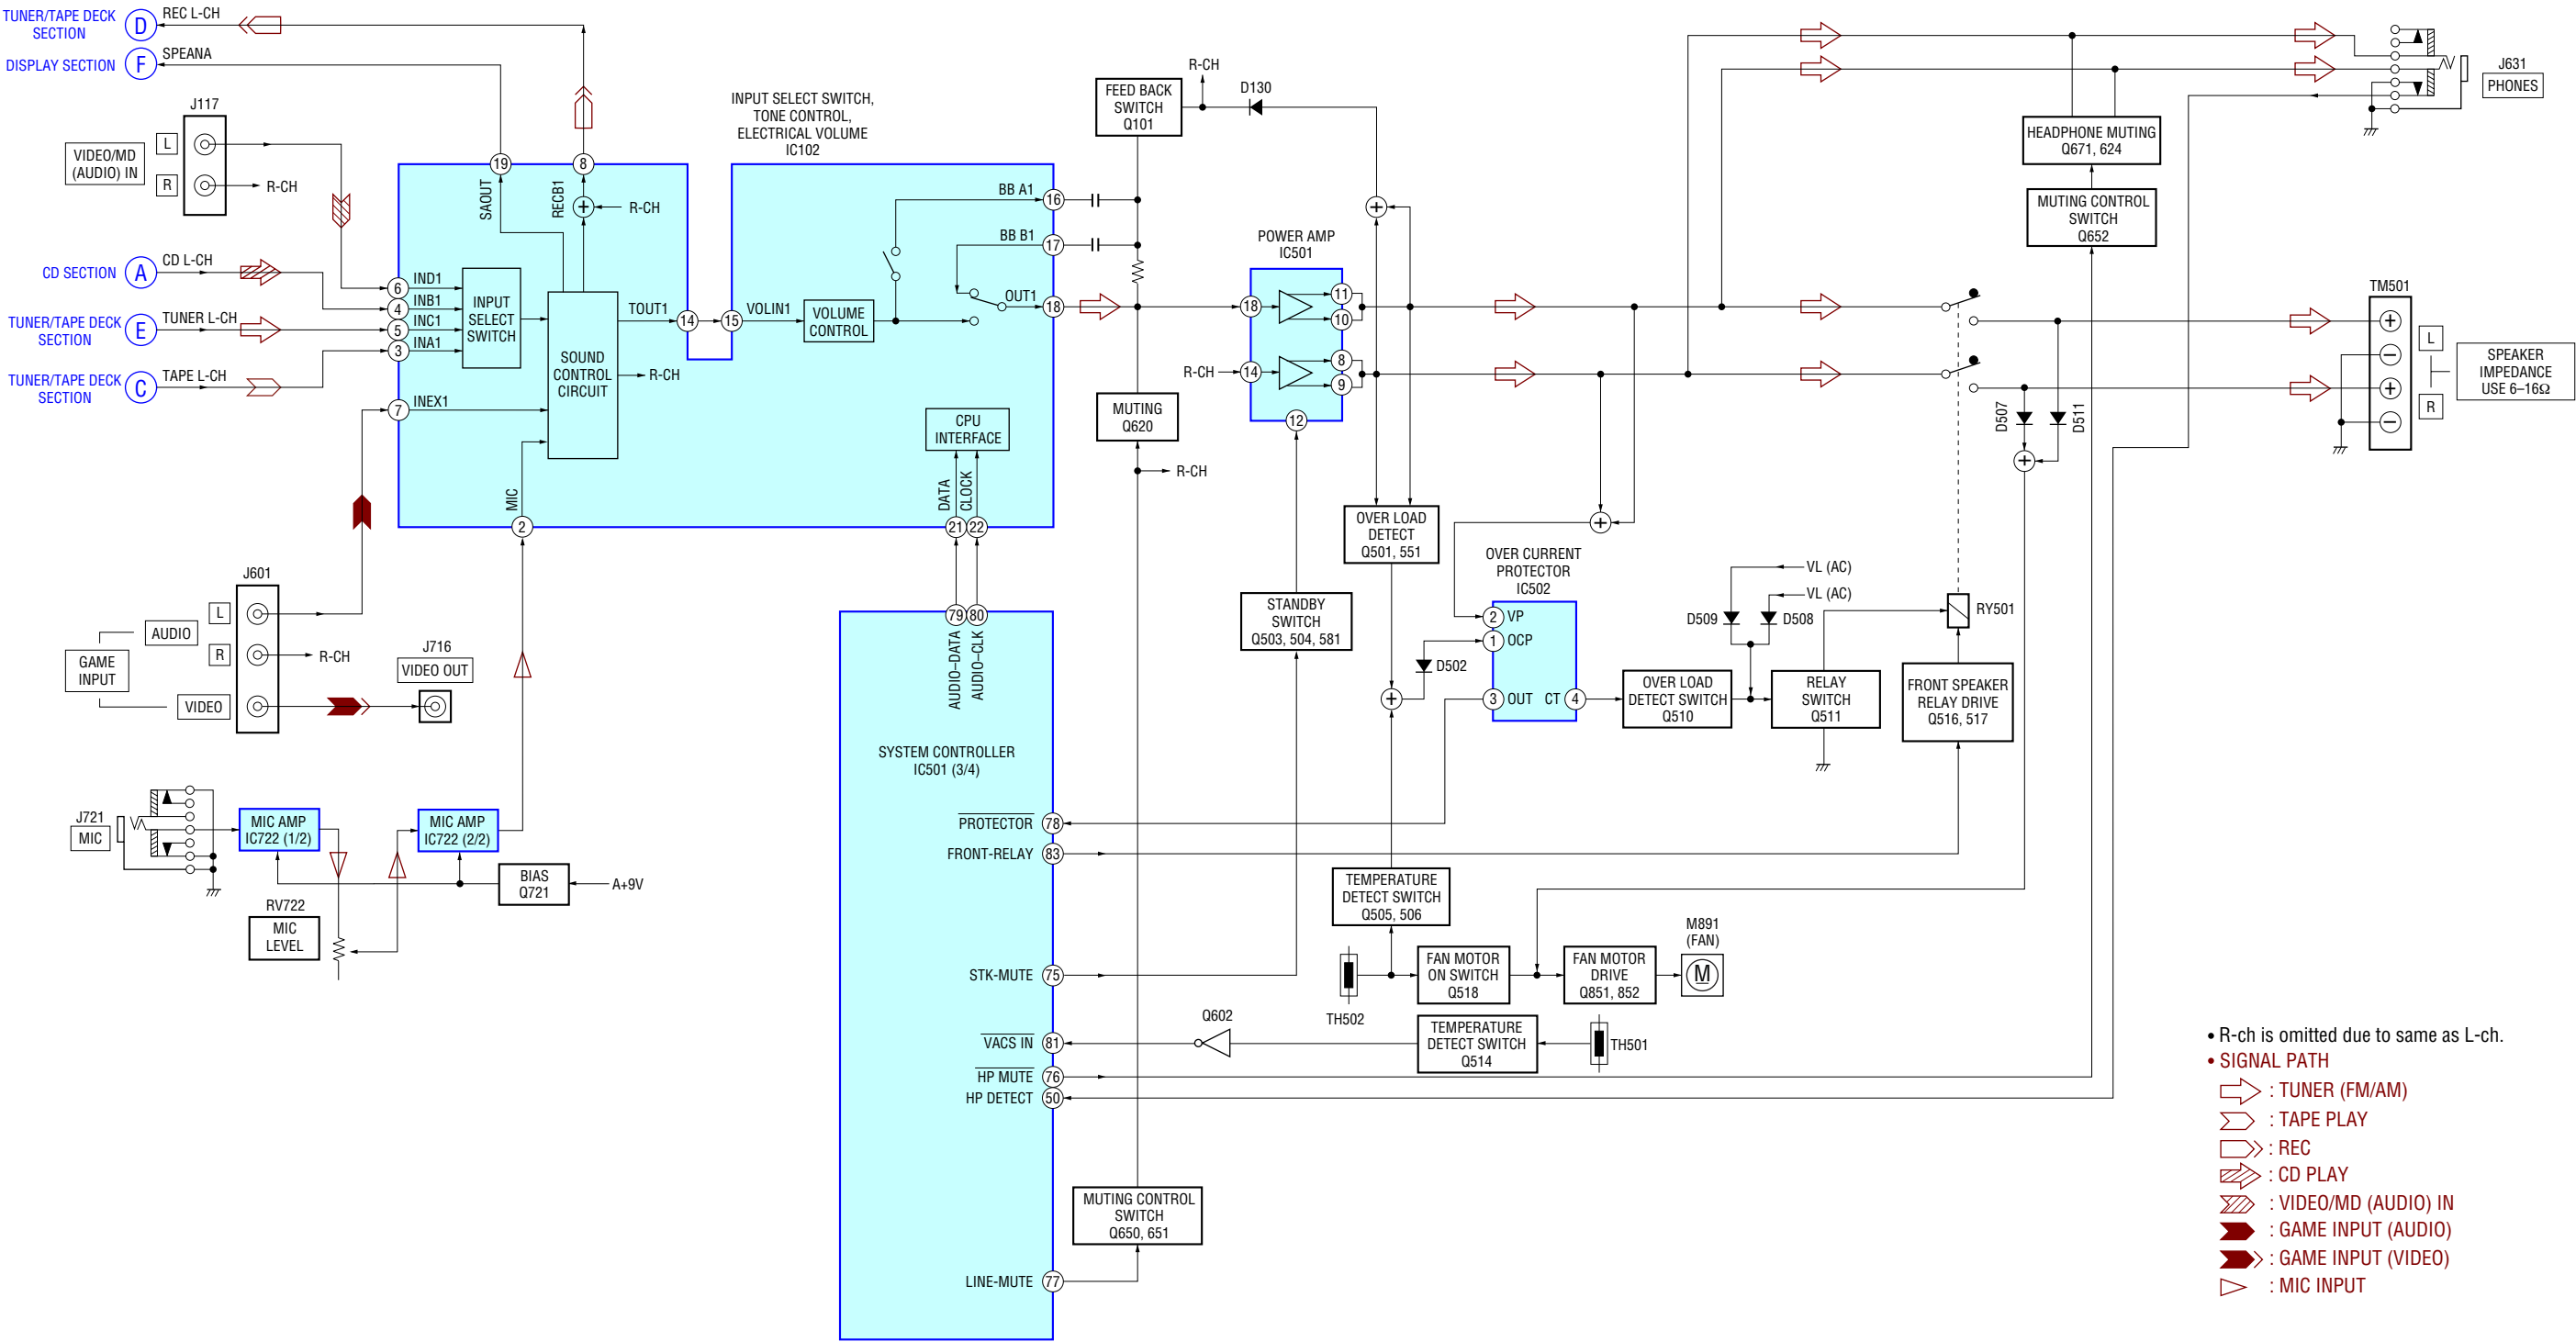 TUNER/TAPE DECK
SECTION
D
REC L-CH
DISPLAY SECTION
F
SPEANA
J117
VIDEO/MD
(AUDIO) IN
L
R
R-CH
CD SECTION
A
CD L-CH
TUNER/TAPE DECK
SECTION
E
TUNER L-CH
TUNER/TAPE DECK
SECTION
C
TAPE L-CH
INPUT SELECT SWITCH,
TONE CONTROL,
ELECTRICAL VOLUME
IC102
19
8
SAOUT
RECB1
R-CH
6
IND1
4
INB1
5
INC1
3
INA1
7
INEX1
INPUT
SELECT
SWITCH
SOUND
CONTROL
CIRCUIT
R-CH
TOUT1
14
15
VOLIN1
VOLUME
CONTROL
BB A1
16
BB B1
17
OUT1
18
CPU
INTERFACE
MIC
2
DATA
CLOCK
21
22
FEED BACK
SWITCH
Q101
R-CH
D130
MUTING
Q620
R-CH
POWER AMP
IC501
18
11
10
R-CH
14
8
9
12
OVER LOAD
DETECT
Q501, 551
STANDBY
SWITCH
Q503, 504, 581
HEADPHONE MUTING
Q671, 624
MUTING CONTROL
SWITCH
Q652
J631
PHONES
TM501
+
−
+
−
L
R
SPEAKER
IMPEDANCE
USE 6–16Ω
D507
D511
OVER CURRENT
PROTECTOR
IC502
2
VP
1
OCP
3
OUT
CT
4
D502
VL (AC)
VL (AC)
D509
D508
OVER LOAD
DETECT SWITCH
Q510
RELAY
SWITCH
Q511
RY501
FRONT SPEAKER
RELAY DRIVE
Q516, 517
J601
GAME
INPUT
AUDIO
L
R
R-CH
VIDEO
J716
VIDEO OUT
J721
MIC
MIC AMP
IC722 (1/2)
MIC AMP
IC722 (2/2)
BIAS
Q721
A+9V
RV722
MIC
LEVEL
79
80
AUDIO–DATA
AUDIO–CLK
SYSTEM CONTROLLER
IC501 (3/4)
PROTECTOR
78
FRONT-RELAY
83
STK-MUTE
75
VACS IN
81
HP MUTE
76
HP DETECT
50
LINE-MUTE
77
TEMPERATURE
DETECT SWITCH
Q505, 506
TH502
FAN MOTOR
ON SWITCH
Q518
FAN MOTOR
DRIVE
Q851, 852
M891
(FAN)
M
Q602
TEMPERATURE
DETECT SWITCH
Q514
TH501
MUTING CONTROL
SWITCH
Q650, 651
• R-ch is omitted due to same as L-ch.
• SIGNAL PATH
: TUNER (FM/AM)
: TAPE PLAY
: REC
: CD PLAY
: VIDEO/MD (AUDIO) IN
: GAME INPUT (AUDIO)
: GAME INPUT (VIDEO)
: MIC INPUT